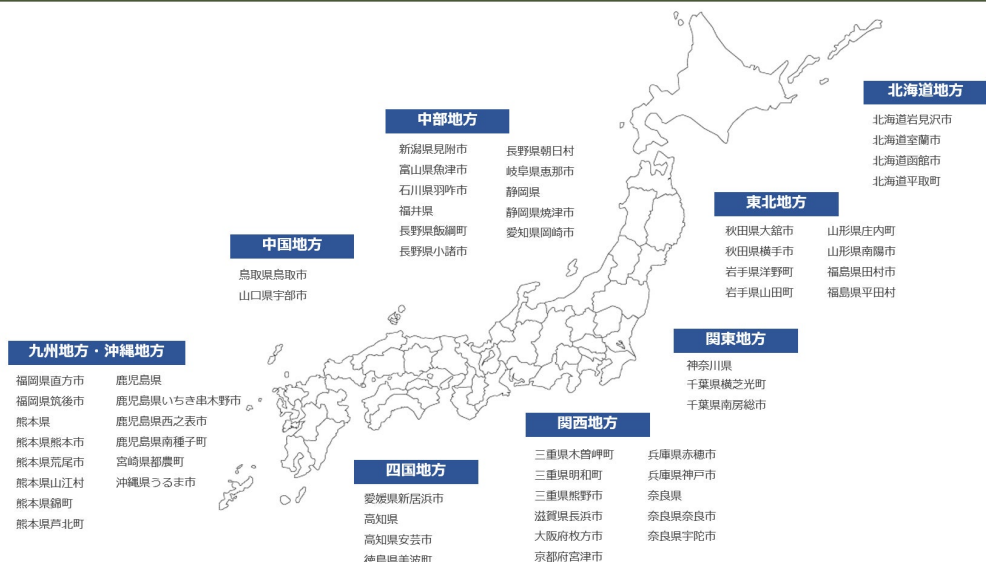 北海道地方
北海道岩見沢市
北海道室蘭市
北海道函館市
北海道平取町
中部地方
新潟県見附市
富山県魚津市
石川県羽咋市
福井県
長野県飯綱町
長野県小諸市
長野県朝日村
岐阜県恵那市
静岡県
静岡県焼津市
愛知県岡崎市
東北地方
秋田県大舘市
秋田県横手市
岩手県洋野町
岩手県山田町
山形県庄内町
山形県南陽市
福島県田村市
福島県平田村
中国地方
鳥取県鳥取市
山口県宇部市
関東地方
神奈川県
千葉県横芝光町
千葉県南房総市
九州地方・沖縄地方
福岡県直方市
福岡県筑後市
熊本県
熊本県熊本市
熊本県荒尾市
熊本県山江村
熊本県錦町
熊本県芦北町
鹿児島県
鹿児島県いちき串木野市
鹿児島県西之表市
鹿児島県南種子町
宮崎県都農町
沖縄県うるま市
関西地方
三重県木曽岬町
三重県明和町
三重県熊野市
滋賀県長浜市
大阪府枚方市
京都府宮津市
兵庫県赤穂市
兵庫県神戸市
奈良県
奈良県奈良市
奈良県宇陀市
四国地方
愛媛県新居浜市
高知県
高知県安芸市
徳島県美波町